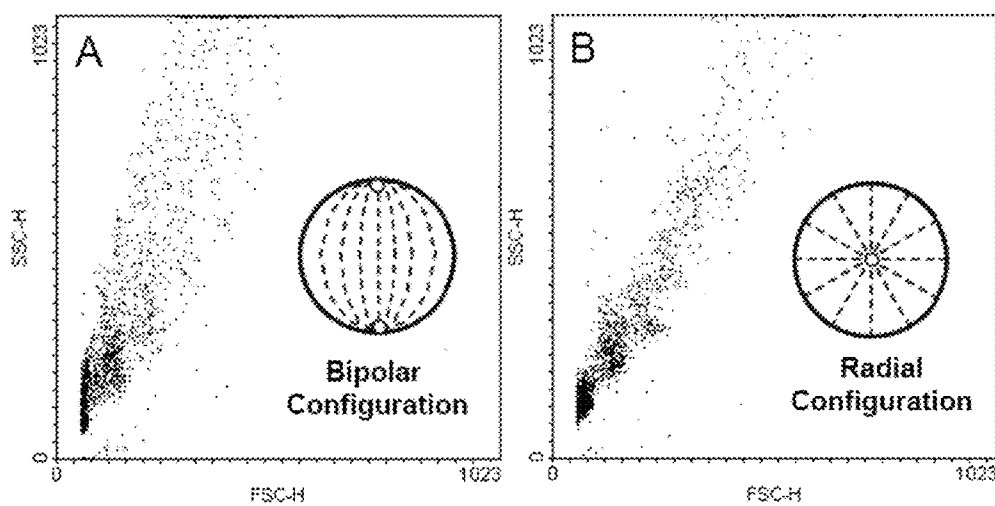 A
1023
SSC-H
0
Bipolar
Configuration
0
1023
FSC-H
B
1023
SSC-H
0
Radial
Configuration
0
1023
FSC-H